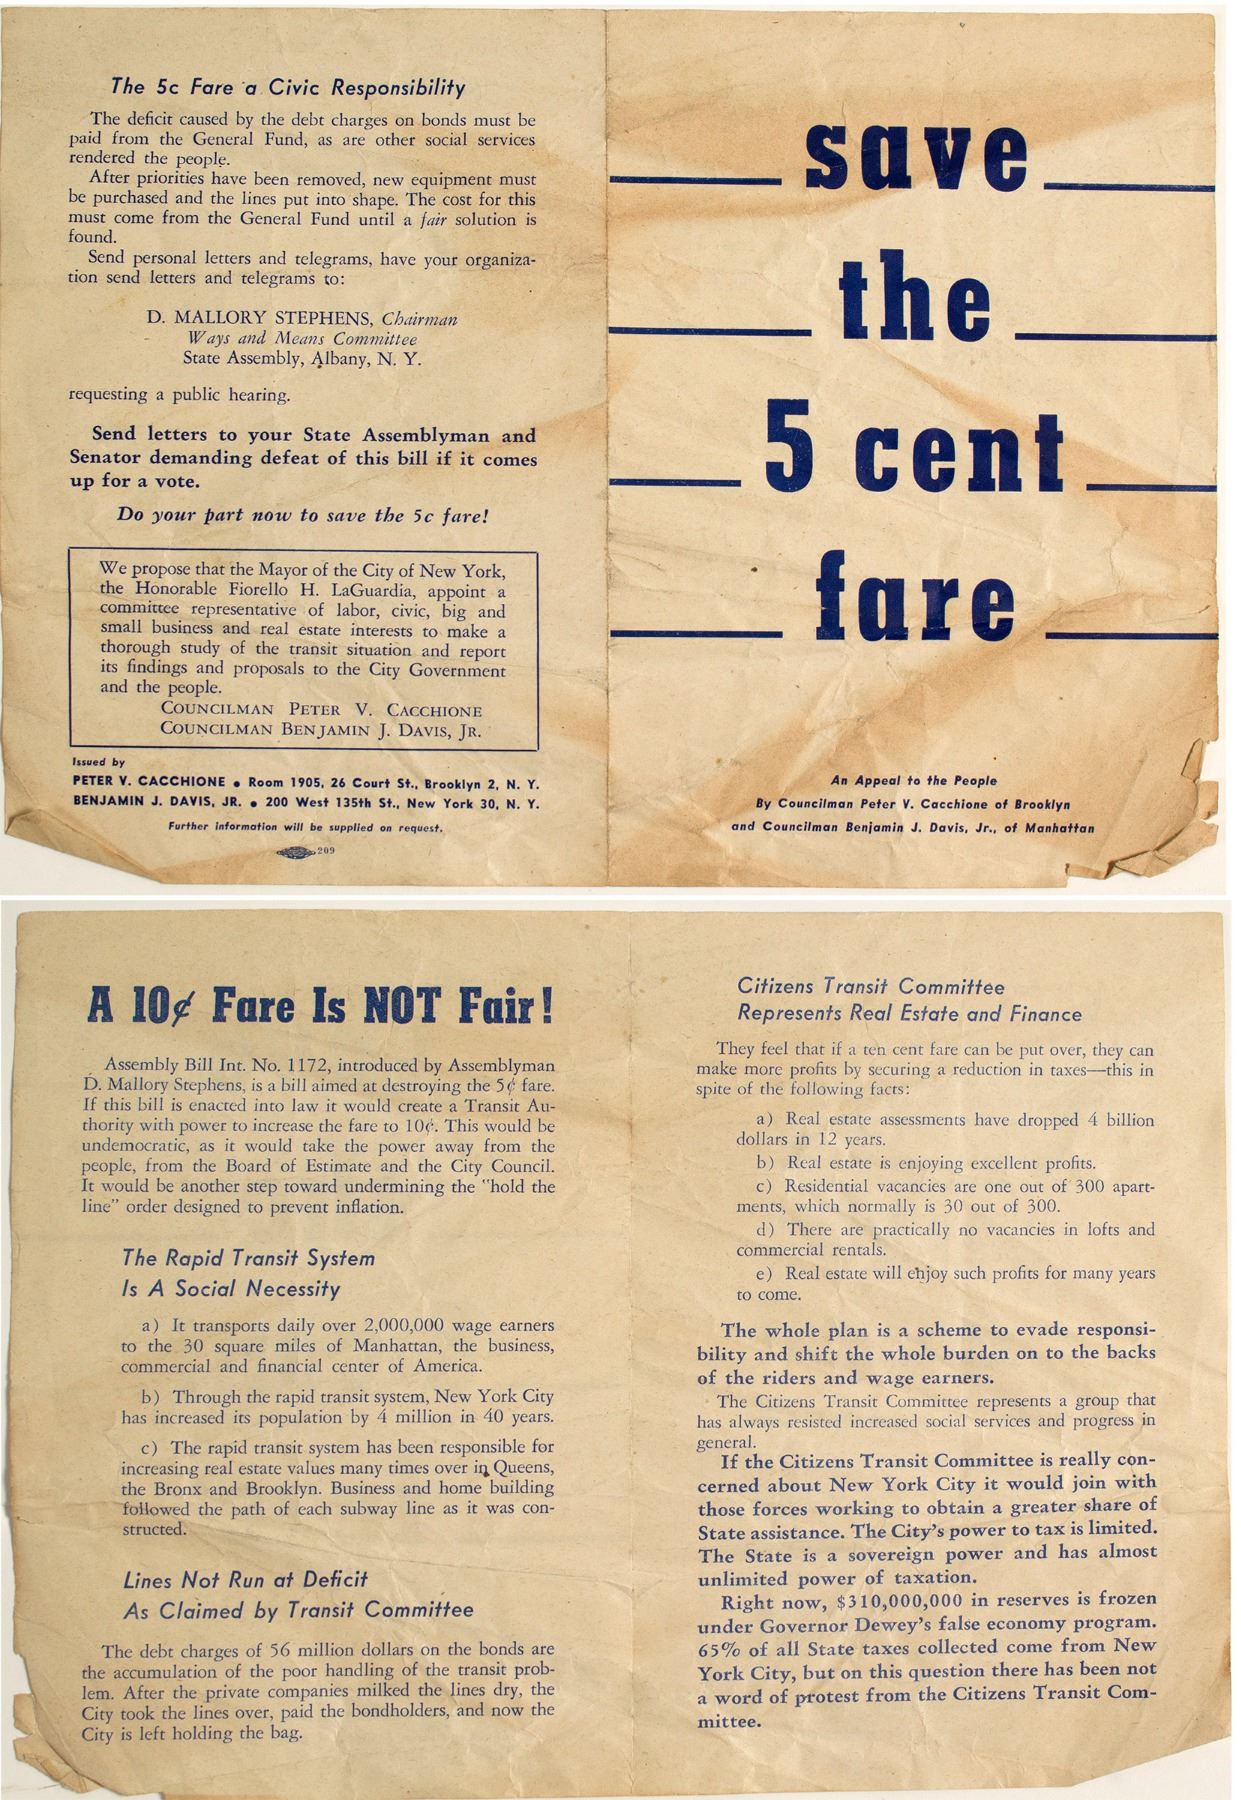 The 5c Fare a Civic Responsibility
The deficit caused by the debt charges on bonds must be
paid from the General Fund, as are other social services
rendered the people.
After priorities have been removed, new equipment must
be purchased and the lines put into shape. The cost for this
must come from the General Fund until a fair solution is
found.
Send personal letters and telegrams, have your organiza-
tion send letters and telegrams to:
D. MALLORY STEPHENS, Chairman
Ways and Means Committee
State Assembly, Albany, N. Y.
requesting a public hearing.
Send letters to your State Assemblyman and
Senator demanding defeat of this bill if it comes
up for a vote.
Do your part now to save the 5c fare!
We propose that the Mayor of the City of New York,
the Honorable Fiorello H. LaGuardia, appoint a
committee representative of labor, civic, big and
small business and real estate interests to make a
thorough study of the transit situation and report
its findings and proposals to the City Government
and the people.
COUNCILMAN PETER V. CACCHIONE
COUNCILMAN BENJAMIN J. DAVIS, JR.
Issued by
PETER V. CACCHIONE • Room 1905, 26 Court St., Brooklyn 2, N. Y.
BENJAMIN J. DAVIS, JR. • 200 West 135th St., New York 30, N. Y.
Further information will be supplied on request.
209
save
the
5 cent
fare
An Appeal to the People
By Councilman Peter V. Cacchione of Brooklyn
and Councilman Benjamin J. Davis, Jr., of Manhattan
A 10¢ Fare Is NOT Fair!
Assembly Bill Int. No. 1172, introduced by Assemblyman
D. Mallory Stephens, is a bill aimed at destroying the 5¢ fare.
If this bill is enacted into law it would create a Transit Au-
thority with power to increase the fare to 10¢. This would be
undemocratic, as it would take the power away from the
people, from the Board of Estimate and the City Council.
It would be another step toward undermining the "hold the
line" order designed to prevent inflation.
The Rapid Transit System
Is A Social Necessity
a) It transports daily over 2,000,000 wage earners
to the 30 square miles of Manhattan, the business,
commercial and financial center of America.
b) Through the rapid transit system, New York City
has increased its population by 4 million in 40 years.
c) The rapid transit system has been responsible for
increasing real estate values many times over in Queens,
the Bronx and Brooklyn. Business and home building
followed the path of each subway line as it was con-
structed.
Lines Not Run at Deficit
As Claimed by Transit Committee
The debt charges of 56 million dollars on the bonds are
the accumulation of the poor handling of the transit prob-
lem. After the private companies milked the lines dry, the
City took the lines over, paid the bondholders, and now the
City is left holding the bag.
Citizens Transit Committee
Represents Real Estate and Finance
They feel that if a ten cent fare can be put over, they can
make more profits by securing a reduction in taxes—this in
spite of the following facts:
a) Real estate assessments have dropped 4 billion
dollars in 12 years.
b) Real estate is enjoying excellent profits.
c) Residential vacancies are one out of 300 apart-
ments, which normally is 30 out of 300.
d) There are practically no vacancies in lofts and
commercial rentals.
e) Real estate will enjoy such profits for many years
to come.
The whole plan is a scheme to evade responsi-
bility and shift the whole burden on to the backs
of the riders and wage earners.
The Citizens Transit Committee represents a group that
has always resisted increased social services and progress in
general.
If the Citizens Transit Committee is really con-
cerned about New York City it would join with
those forces working to obtain a greater share of
State assistance. The City's power to tax is limited.
The State is a sovereign power and has almost
unlimited power of taxation.
Right now, $310,000,000 in reserves is frozen
under Governor Dewey's false economy program.
65% of all State taxes collected come from New
York City, but on this question there has been not
a word of protest from the Citizens Transit Com-
mittee.